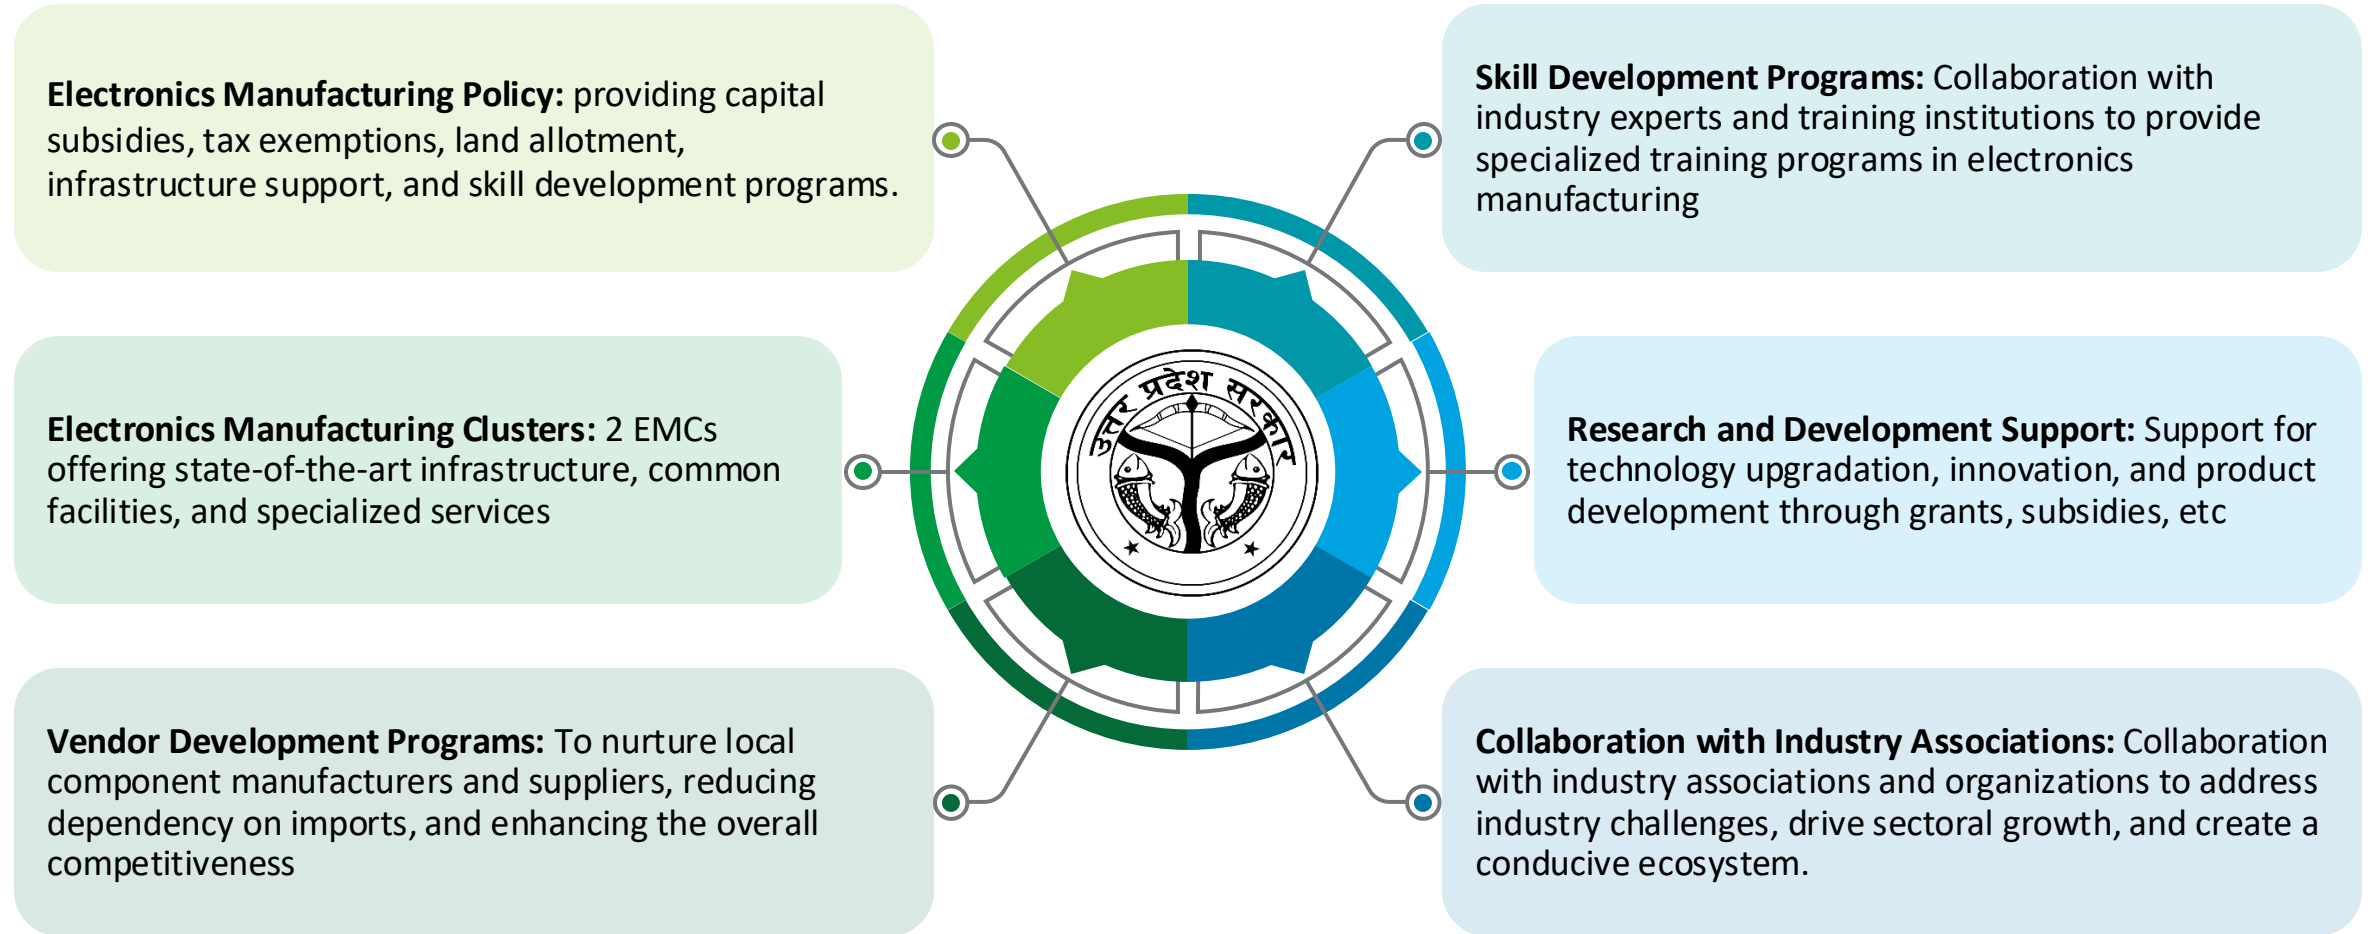 Electronics Manufacturing Policy: providing capital
subsidies, tax exemptions, land allotment,
infrastructure support, and skill development programs.
Electronics Manufacturing Clusters: 2 EMCs
offering state-of-the-art infrastructure, common
facilities, and specialized services
Vendor Development Programs: To nurture local
component manufacturers and suppliers, reducing
dependency on imports, and enhancing the overall
competitiveness
उत्तर प्रदेश सरकार
Skill Development Programs: Collaboration with
industry experts and training institutions to provide
specialized training programs in electronics
manufacturing
Research and Development Support: Support for
technology upgradation, innovation, and product
development through grants, subsidies, etc
Collaboration with Industry Associations: Collaboration
with industry associations and organizations to address
industry challenges, drive sectoral growth, and create a
conducive ecosystem.